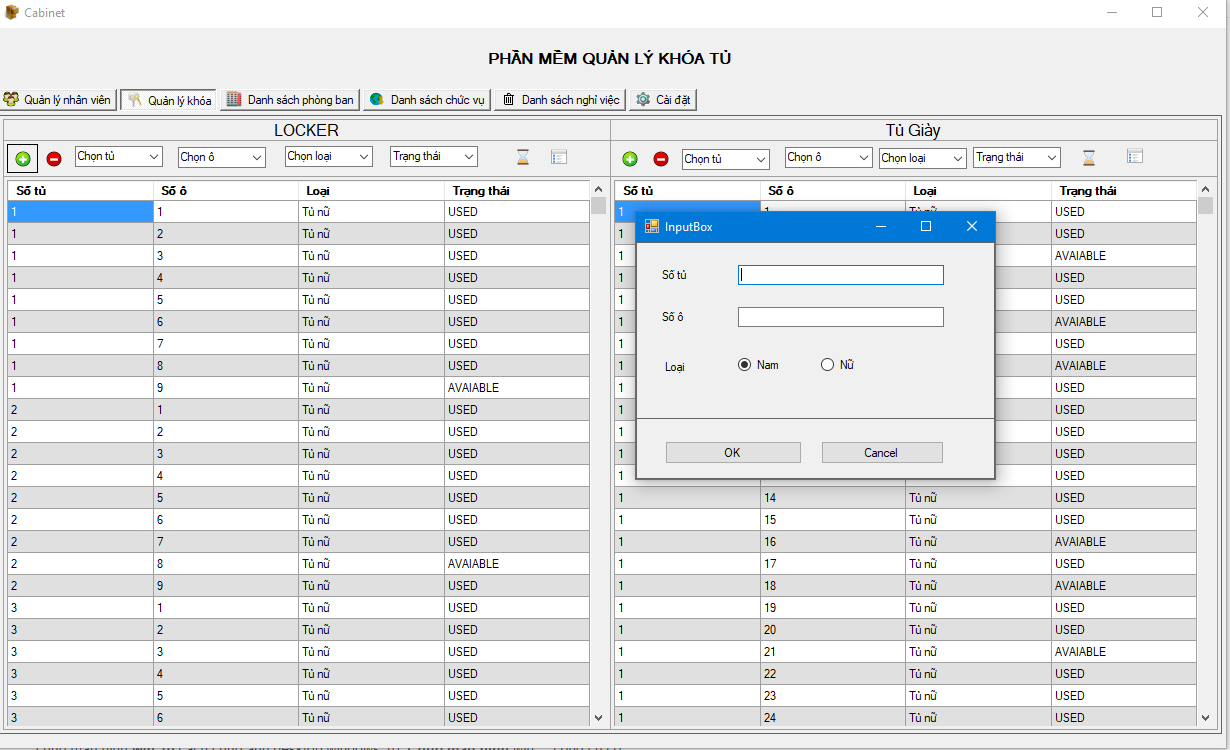 Cabinet
PHẦN MỀM QUẢN LÝ KHÓA TỦ
Quản lý nhân viên Quản lý khóa Danh sách phòng ban Danh sách chức vụ Danh sách nghỉ việc Cài đặt
LOCKER Tủ Giày
Chọn tủ Chọn ô Chọn loại Trạng thái Chọn tủ Chọn ô Chọn loại Trạng thái
Số tủ Số ô Loại Trạng thái Số tủ Số ô Loại Trạng thái
1 1 Tủ nữ USED 1 1 Tủ nữ USED
1 2 Tủ nữ USED 1 USED
1 3 Tủ nữ USED 1 AVAIABLE
1 4 Tủ nữ USED 1 USED
1 5 Tủ nữ USED 1 USED
1 6 Tủ nữ USED 1 AVAIABLE
1 7 Tủ nữ USED 1 USED
1 8 Tủ nữ USED 1 AVAIABLE
1 9 Tủ nữ AVAIABLE 1 USED
2 1 Tủ nữ USED 1 USED
2 2 Tủ nữ USED 1 USED
2 3 Tủ nữ USED 1 USED
2 4 Tủ nữ USED 1 USED
2 5 Tủ nữ USED 1 14 Tủ nữ USED
2 6 Tủ nữ USED 1 15 Tủ nữ USED
2 7 Tủ nữ USED 1 16 Tủ nữ AVAIABLE
2 8 Tủ nữ AVAIABLE 1 17 Tủ nữ USED
2 9 Tủ nữ USED 1 18 Tủ nữ AVAIABLE
3 1 Tủ nữ USED 1 19 Tủ nữ USED
3 2 Tủ nữ USED 1 20 Tủ nữ USED
3 3 Tủ nữ USED 1 21 Tủ nữ AVAIABLE
3 4 Tủ nữ USED 1 22 Tủ nữ USED
3 5 Tủ nữ USED 1 23 Tủ nữ USED
3 6 Tủ nữ USED 1 24 Tủ nữ USED
InputBox
Số tủ
Số ô
Loại Nam Nữ
OK Cancel